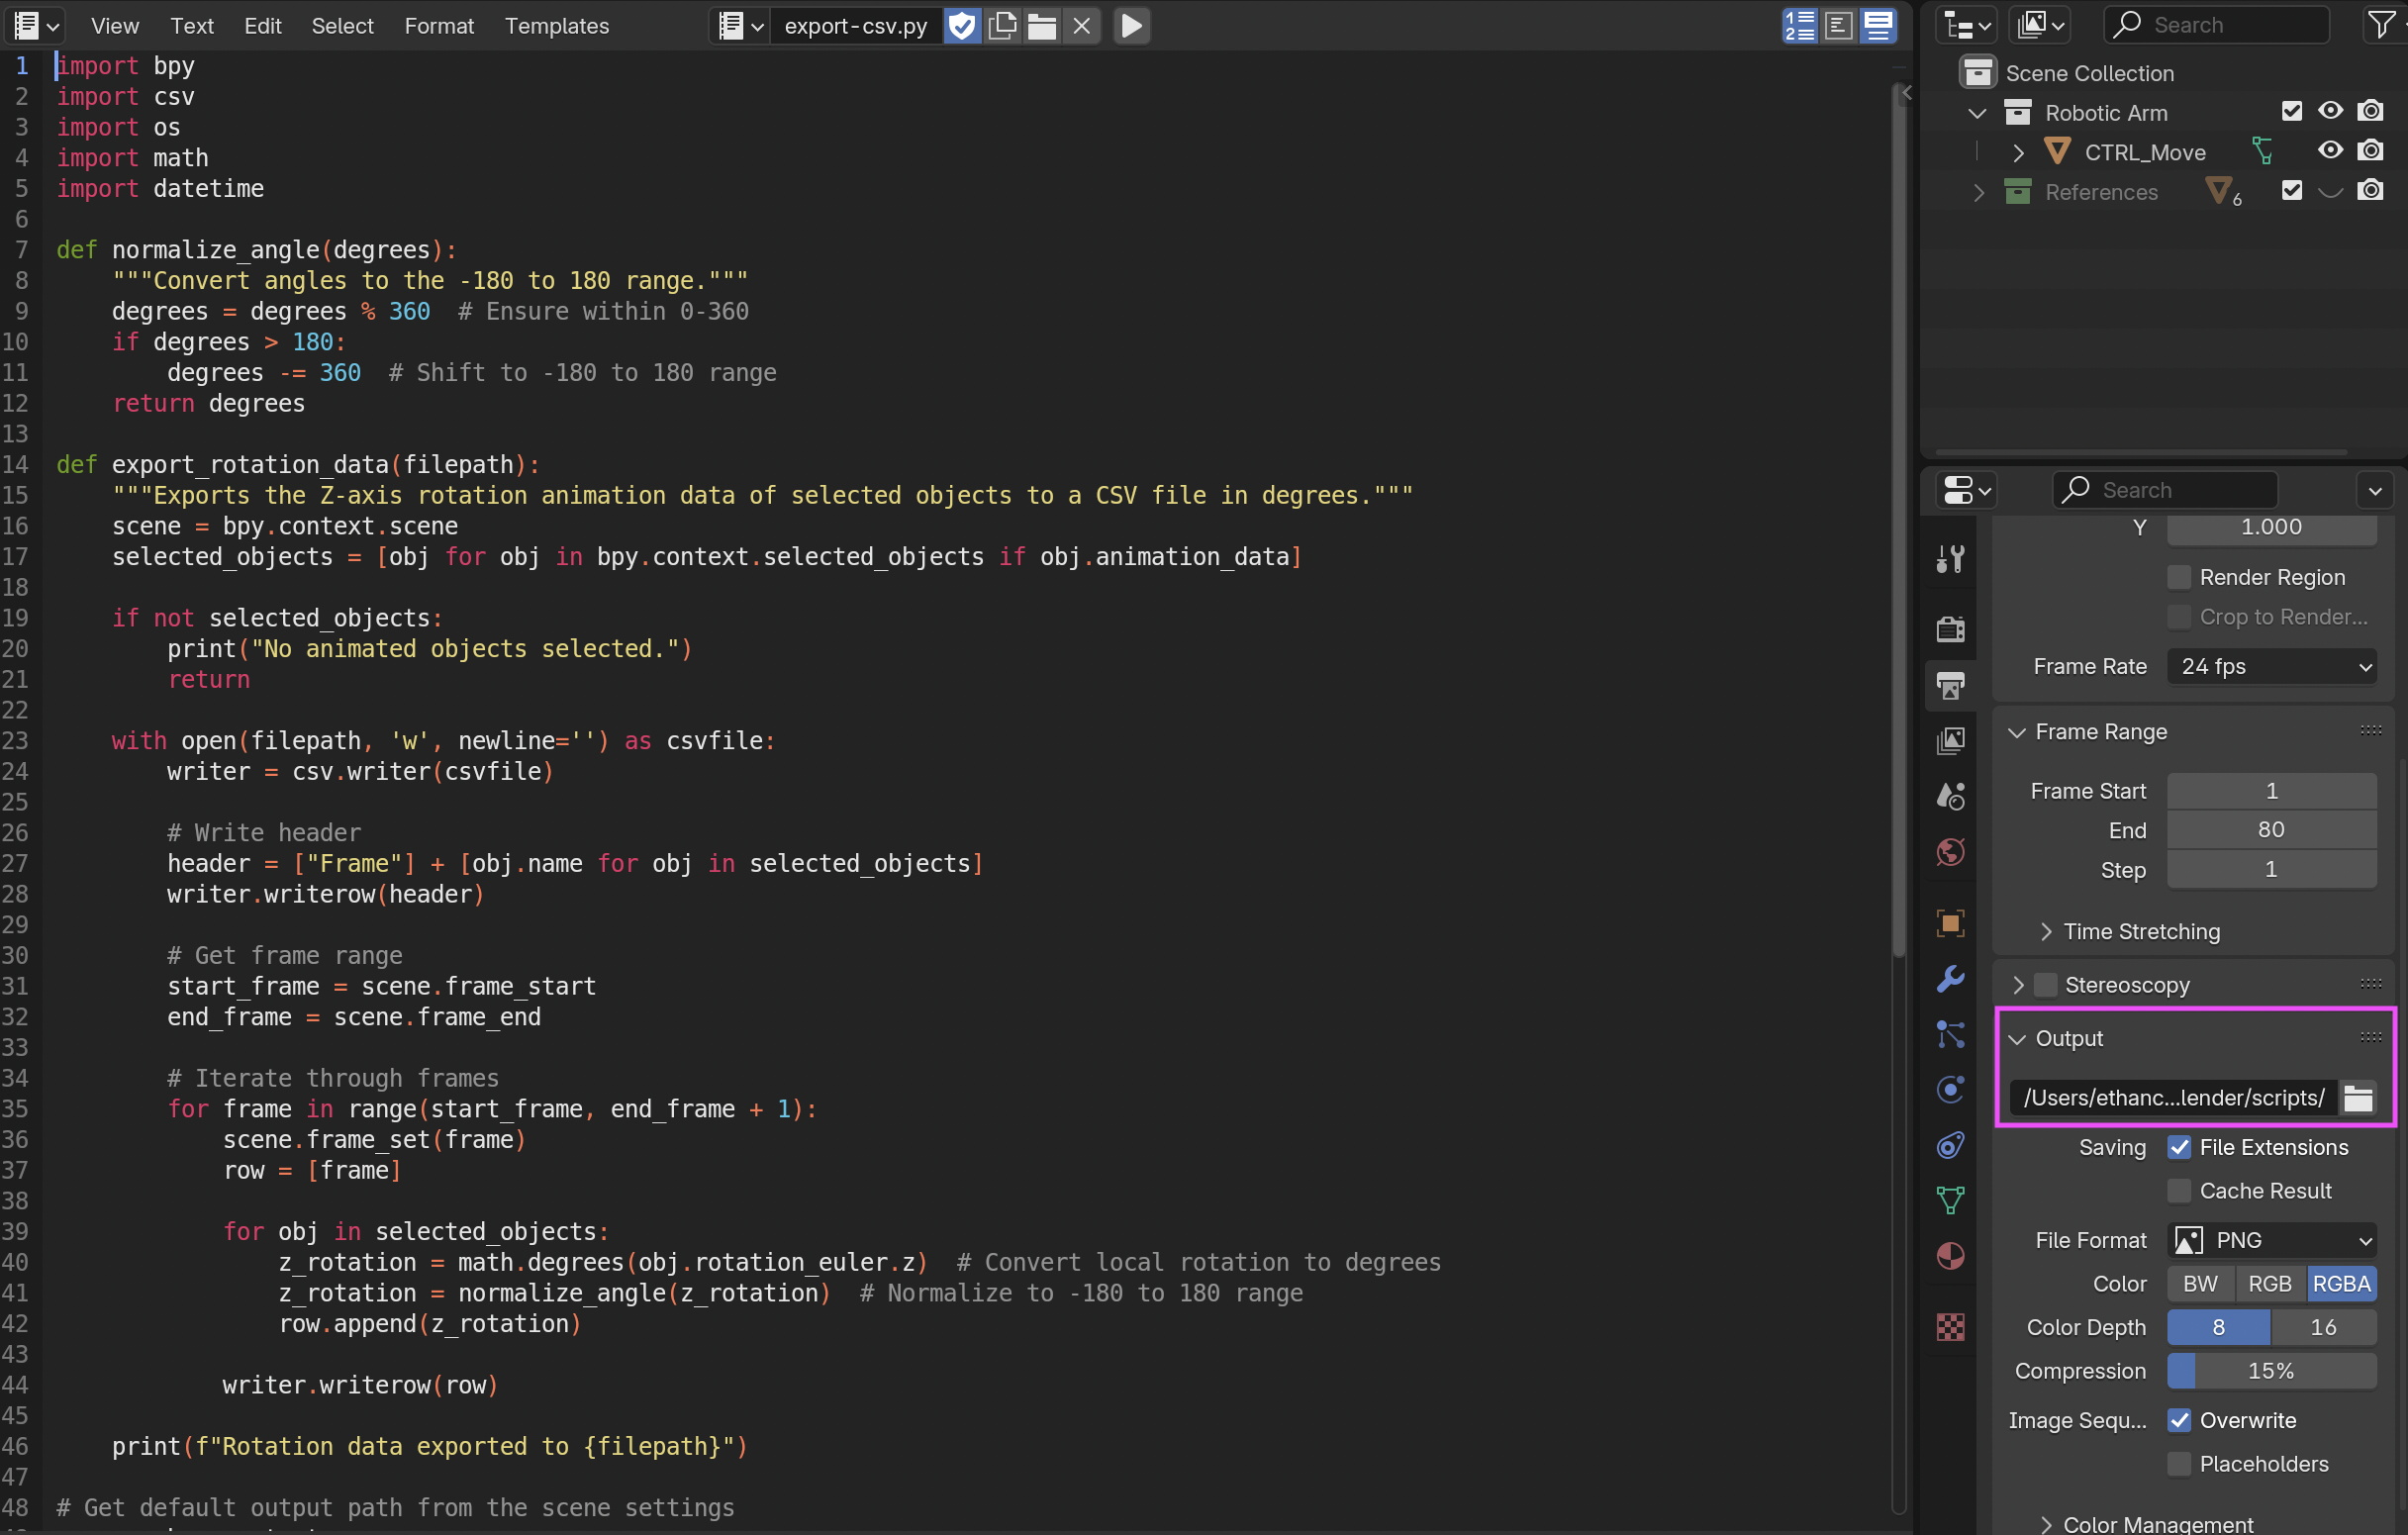 View Text Edit Select Format Templates export-csv.py
1 import bpy
2 import csv
3 import os
4 import math
5 import datetime
6
7 def normalize_angle(degrees):
8 """Convert angles to the -180 to 180 range."""
9 degrees = degrees % 360  # Ensure within 0-360
10 if degrees > 180:
11 degrees -= 360  # Shift to -180 to 180 range
12 return degrees
13
14 def export_rotation_data(filepath):
15 """Exports the Z-axis rotation animation data of selected objects to a CSV file in degrees."""
16 scene = bpy.context.scene
17 selected_objects = [obj for obj in bpy.context.selected_objects if obj.animation_data]
18
19 if not selected_objects:
20 print("No animated objects selected.")
21 return
22
23 with open(filepath, 'w', newline='') as csvfile:
24 writer = csv.writer(csvfile)
25
26 # Write header
27 header = ["Frame"] + [obj.name for obj in selected_objects]
28 writer.writerow(header)
29
30 # Get frame range
31 start_frame = scene.frame_start
32 end_frame = scene.frame_end
33
34 # Iterate through frames
35 for frame in range(start_frame, end_frame + 1):
36 scene.frame_set(frame)
37 row = [frame]
38
39 for obj in selected_objects:
40 z_rotation = math.degrees(obj.rotation_euler.z)  # Convert local rotation to degrees
41 z_rotation = normalize_angle(z_rotation)  # Normalize to -180 to 180 range
42 row.append(z_rotation)
43
44 writer.writerow(row)
45
46 print(f"Rotation data exported to {filepath}")
47
48 # Get default output path from the scene settings
Search
Scene Collection
Robotic Arm
CTRL_Move
References 6
Search
Y 1.000
Render Region
Crop to Render...
Frame Rate 24 fps
Frame Range
Frame Start 1
End 80
Step 1
Time Stretching
Stereoscopy
Output
/Users/ethanc...lender/scripts/
Saving File Extensions
Cache Result
File Format PNG
Color BW RGB RGBA
Color Depth 8 16
Compression 15%
Image Sequ... Overwrite
Placeholders
Color Management